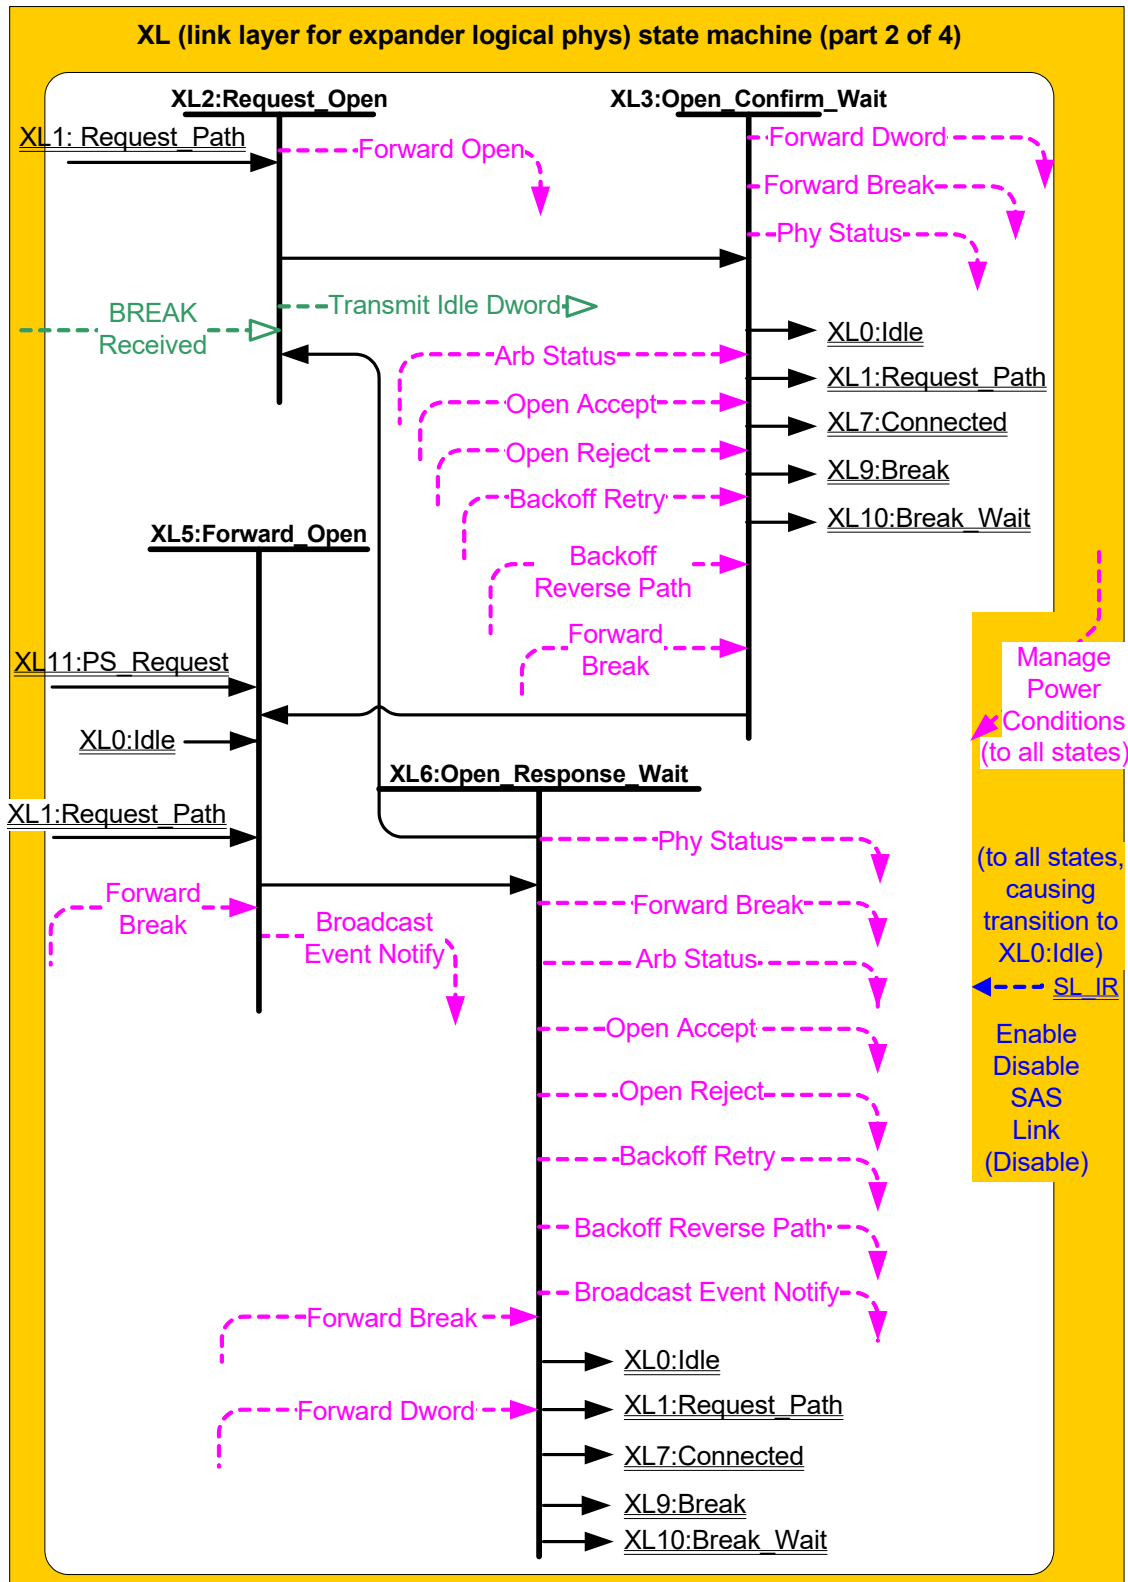 XL (link layer for expander logical phys) state machine (part 2 of 4)
XL2:Request_Open
XL1: Request_Path
Forward Open
BREAK
Received
Transmit Idle Dword
XL3:Open_Confirm_Wait
Forward Dword
Forward Break
Phy Status
XL0:Idle
Arb Status
XL1:Request_Path
Open Accept
XL7:Connected
Open Reject
XL9:Break
Backoff Retry
XL10:Break_Wait
Backoff
Reverse Path
Forward
Break
XL5:Forward_Open
XL11:PS_Request
XL0:Idle
XL1:Request_Path
Forward
Break
Broadcast
Event Notify
XL6:Open_Response_Wait
Phy Status
Forward Break
Arb Status
Open Accept
Open Reject
Backoff Retry
Backoff Reverse Path
Broadcast Event Notify
Forward Break
XL0:Idle
Forward Dword
XL1:Request_Path
XL7:Connected
XL9:Break
XL10:Break_Wait
Manage
Power
Conditions
(to all states)
(to all states,
causing
transition to
XL0:Idle)
SL_IR
Enable
Disable
SAS
Link
(Disable)